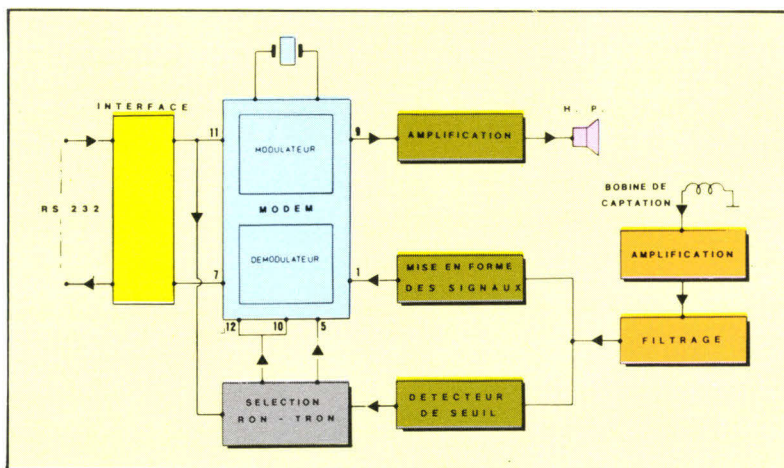 INTERFACE
RS 232
11
MODULATEUR
MODEM
DEMODULATEUR
7
12
10
5
9
1
AMPLIFICATION
H. P.
BOBINE DE
CAPTATION
AMPLIFICATION
MISE EN FORME
DES SIGNAUX
FILTRAGE
SELECTION
RON - TRON
DETECTEUR
DE SEUIL